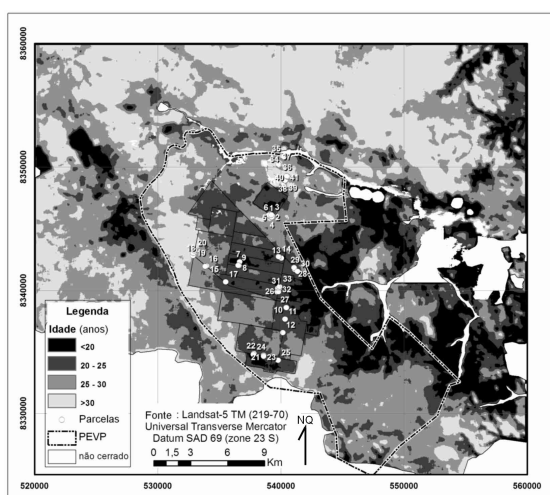 8360000
8350000
8340000
8330000
35
37
34
36
40 41
38 39
6 1 3
5 2
4
20
18 19
16
15
7 9
8
17
13 14
29
30
28
31 33
26 32
27
10 11
12
22 24
21 23 25
Legenda
Idade (anos)
<20
20 - 25
25 - 30
>30
Parcelas
PEVP
não cerrado
Fonte : Landsat-5 TM (219-70)
Universal Transverse Mercator
Datum SAD 69 (zone 23 S)
0 1,5 3 6 9
Km
NQ
520000 530000 540000 550000 560000